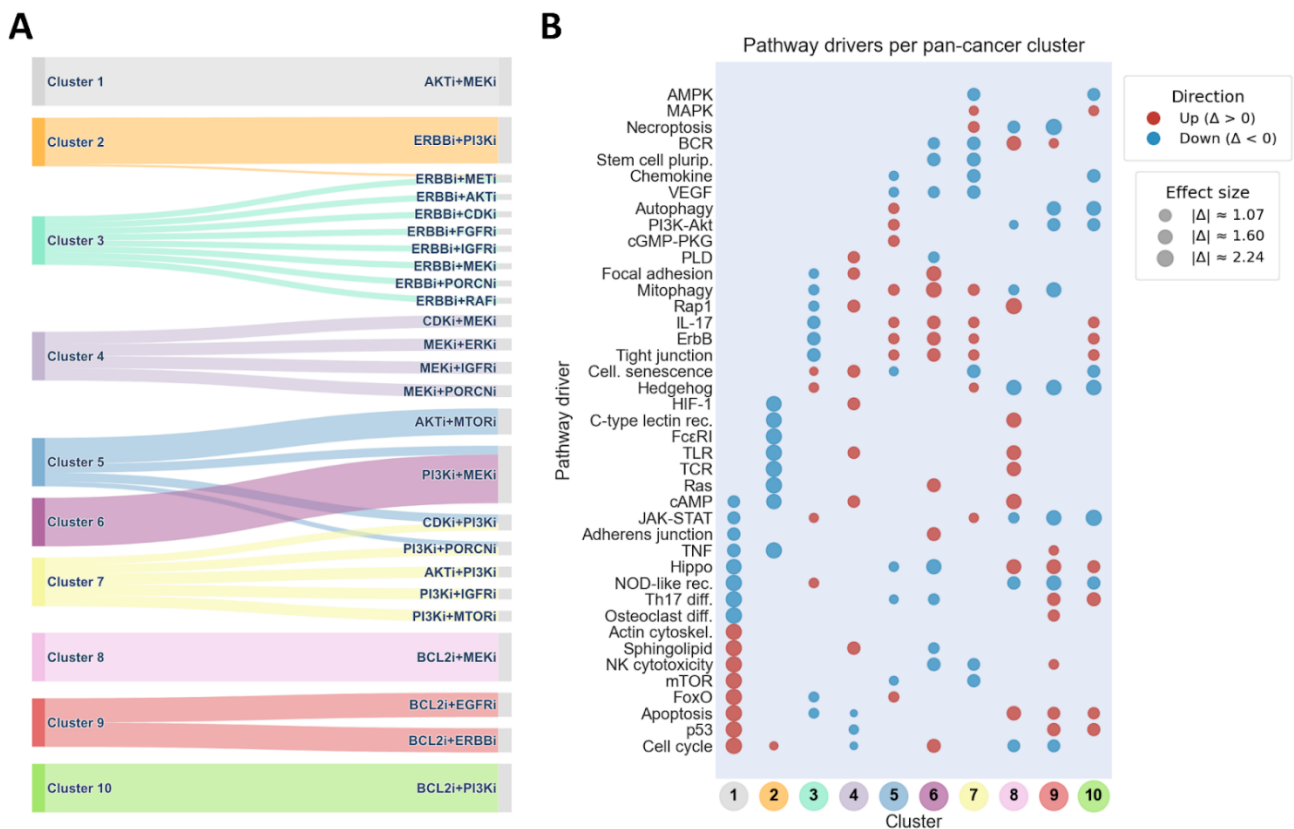 A
Cluster 1
AKTi+MEKi
Cluster 2
ERBBi+PI3Ki
ERBBi+METi
ERBBi+AKTi
Cluster 3
ERBBi+CDKi
ERBBi+FGFRi
ERBBi+IGFRi
ERBBi+MEKi
ERBBi+PORCNi
ERBBi+RAFi
Cluster 4
CDKi+MEKi
MEKi+ERKi
MEKi+IGFRi
MEKi+PORCNi
Cluster 5
AKTi+MTORi
PI3Ki+MEKi
Cluster 6
CDKi+PI3Ki
PI3Ki+PORCNi
Cluster 7
AKTi+PI3Ki
PI3Ki+IGFRi
PI3Ki+MTORi
Cluster 8
BCL2i+MEKi
Cluster 9
BCL2i+EGFRi
BCL2i+ERBBi
Cluster 10
BCL2i+PI3Ki
B
Pathway drivers per pan-cancer cluster
Pathway driver
AMPK
MAPK
Necroptosis
BCR
Stem cell plurip.
Chemokine
VEGF
Autophagy
PI3K-Akt
cGMP-PKG
PLD
Focal adhesion
Mitophagy
Rap1
IL-17
ErbB
Tight junction
Cell. senescence
Hedgehog
HIF-1
C-type lectin rec.
FcεRI
TLR
TCR
Ras
cAMP
JAK-STAT
Adherens junction
TNF
Hippo
NOD-like rec.
Th17 diff.
Osteoclast diff.
Actin cytoskel.
Sphingolipid
NK cytotoxicity
mTOR
FoxO
Apoptosis
p53
Cell cycle
1 2 3 4 5 6 7 8 9 10
Cluster
Direction
Up (Δ > 0)
Down (Δ < 0)
Effect size
|Δ| ≈ 1.07
|Δ| ≈ 1.60
|Δ| ≈ 2.24